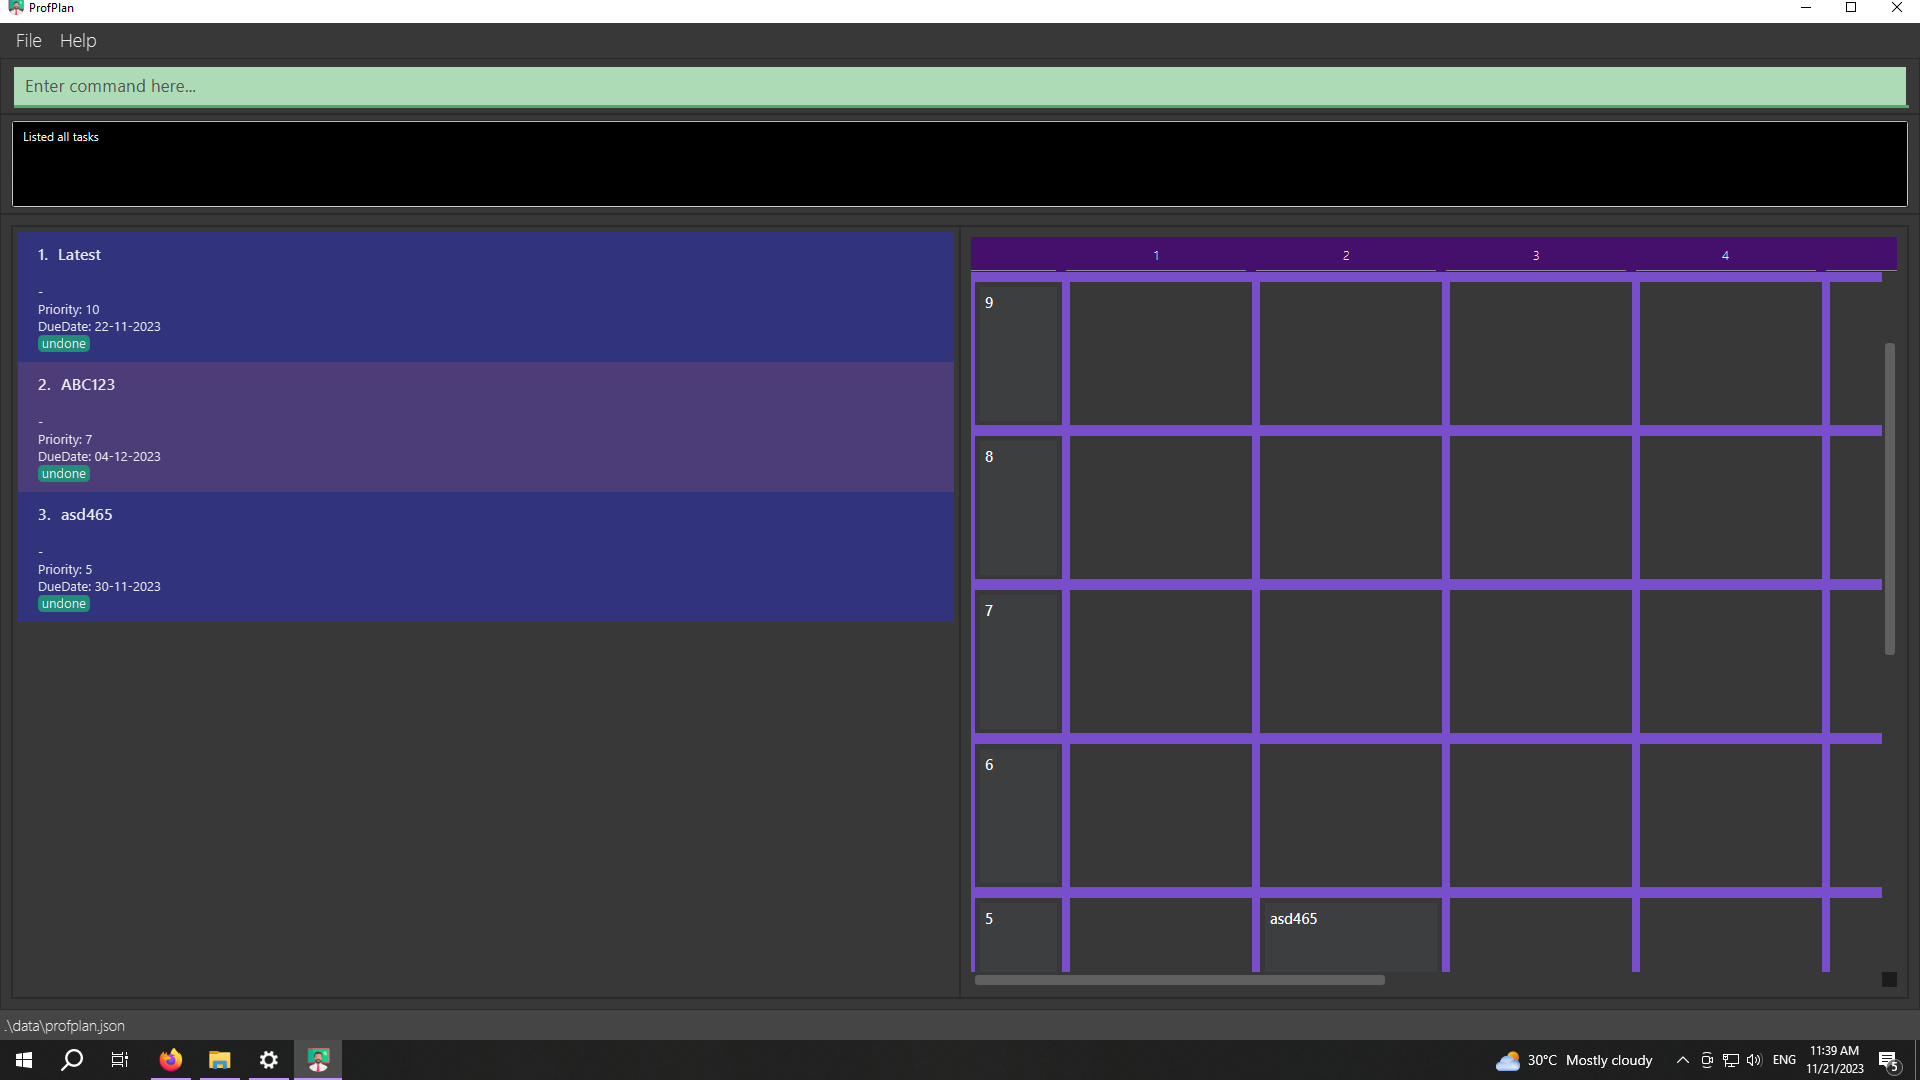 ProfPlan
File Help
Enter command here...
Listed all tasks
1. Latest
-
Priority: 10
DueDate: 22-11-2023
undone
2. ABC123
-
Priority: 7
DueDate: 04-12-2023
undone
3. asd465
-
Priority: 5
DueDate: 30-11-2023
undone
1 2 3 4
9
8
7
6
5 asd465
.\data\profplan.json
30°C Mostly cloudy
ENG
11:39 AM
11/21/2023
5